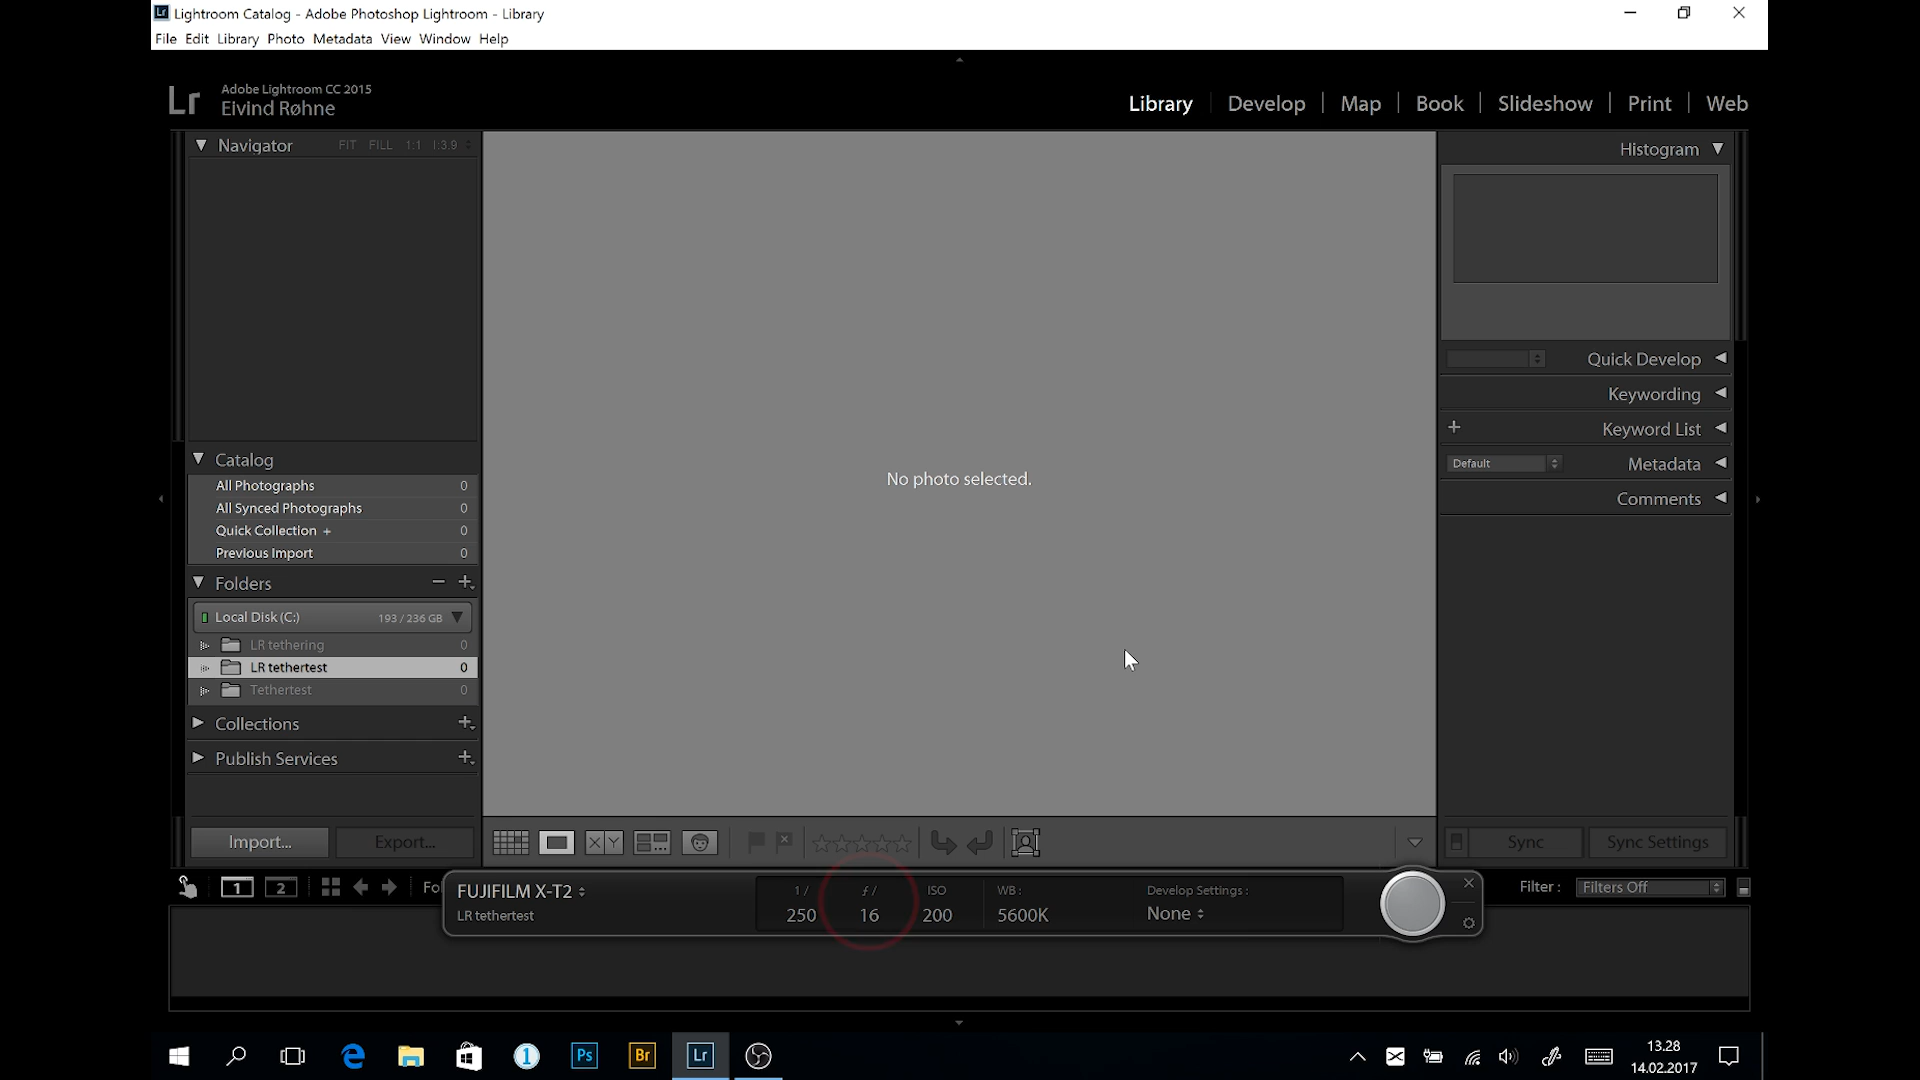 Lightroom Catalog - Adobe Photoshop Lightroom - Library
File Edit Library Photo Metadata View Window Help
Lr
Adobe Lightroom CC 2015
Eivind Røhne
Library | Develop | Map | Book | Slideshow | Print | Web
Navigator FIT FILL 1:1 1:3.9
Histogram
Quick Develop
Keywording
+ Keyword List
Default Metadata
Comments
No photo selected.
Catalog
All Photographs 0
All Synced Photographs 0
Quick Collection + 0
Previous Import 0
Folders
Local Disk (C:) 193 / 236 GB
LR tethering 0
LR tethertest 0
Tethertest 0
Collections
Publish Services
Import... Export...
X Y
Sync Sync Settings
1 2 Fo
FUJIFILM X-T2
LR tethertest
1 / f / ISO WB : Develop Settings :
250 16 200 5600K None
Filter : Filters Off
1 Ps Br Lr
13.28
14.02.2017